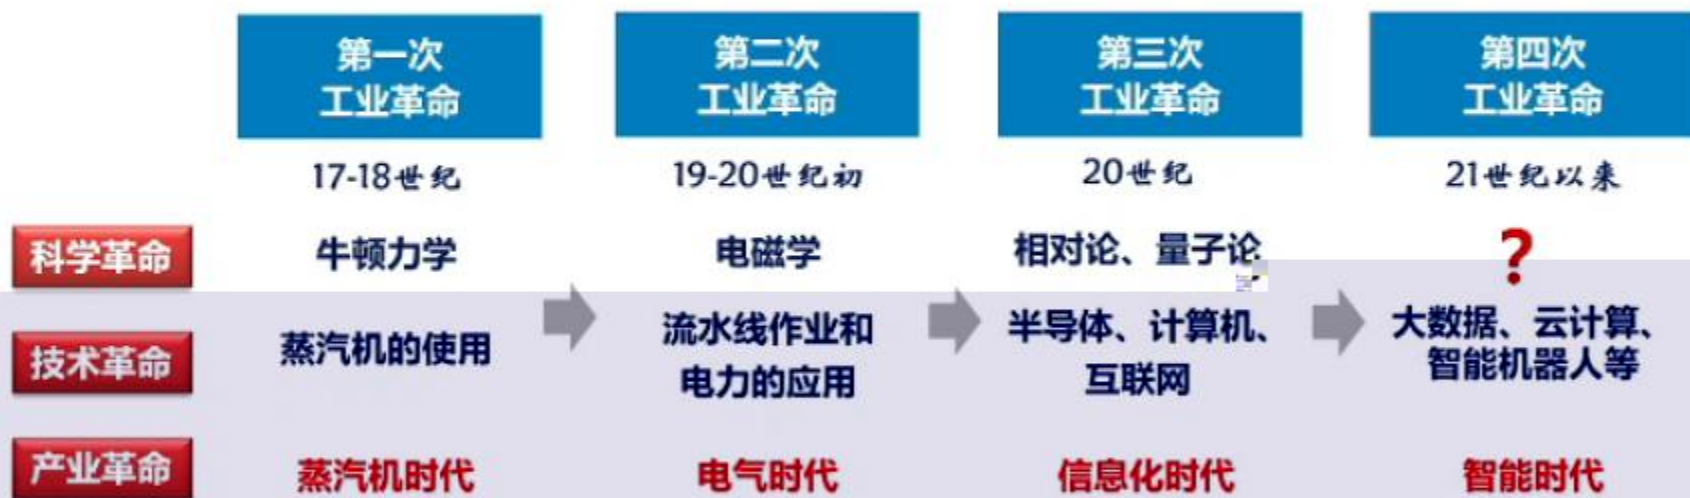 第一次
工业革命
第二次
工业革命
第三次
工业革命
第四次
工业革命
17-18世纪
19-20世纪初
20世纪
21世纪以来
科学革命
牛顿力学
电磁学
相对论、量子论
?
技术革命
蒸汽机的使用
流水线作业和
电力的应用
半导体、计算机、
互联网
大数据、云计算、
智能机器人等
产业革命
蒸汽机时代
电气时代
信息化时代
智能时代